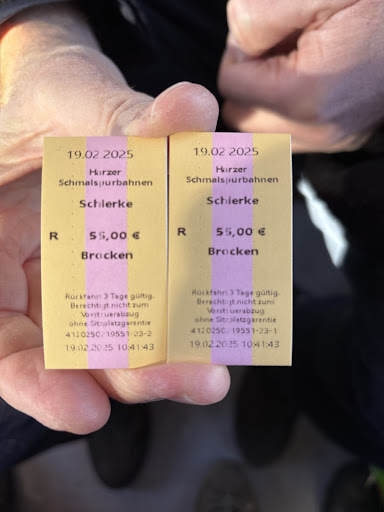 19.02.2025
Harzer
Schmalspurbahnen
Schierke
R 55,00 €
Brocken
Rückfahrt 3 Tage gültig.
Berechtigt nicht zum
Vorsteuerabzug
ohne Sitzplatzgarantie
19.02.2025 10:41:43
19.02.2025
Harzer
Schmalspurbahnen
Schierke
R 55,00 €
Brocken
Rückfahrt 3 Tage gültig.
Berechtigt nicht zum
Vorsteuerabzug
ohne Sitzplatzgarantie
19.02.2025 10:41:43